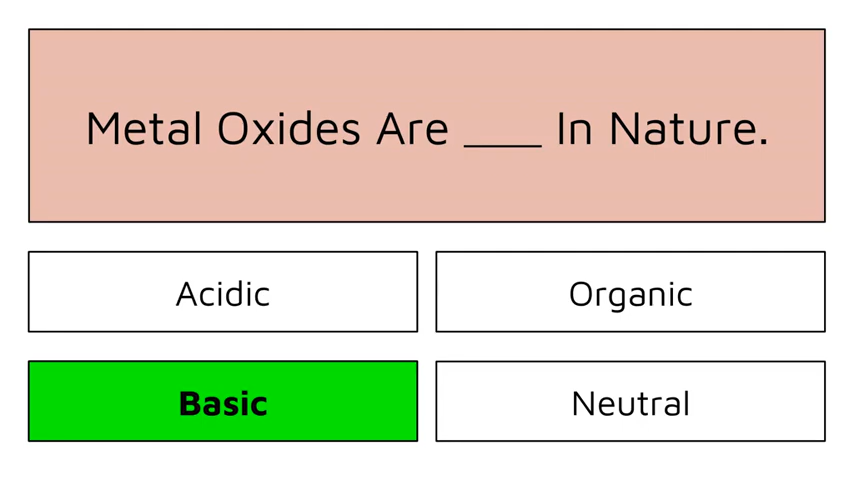 Metal Oxides Are ____ In Nature.
Acidic
Organic
Basic
Neutral